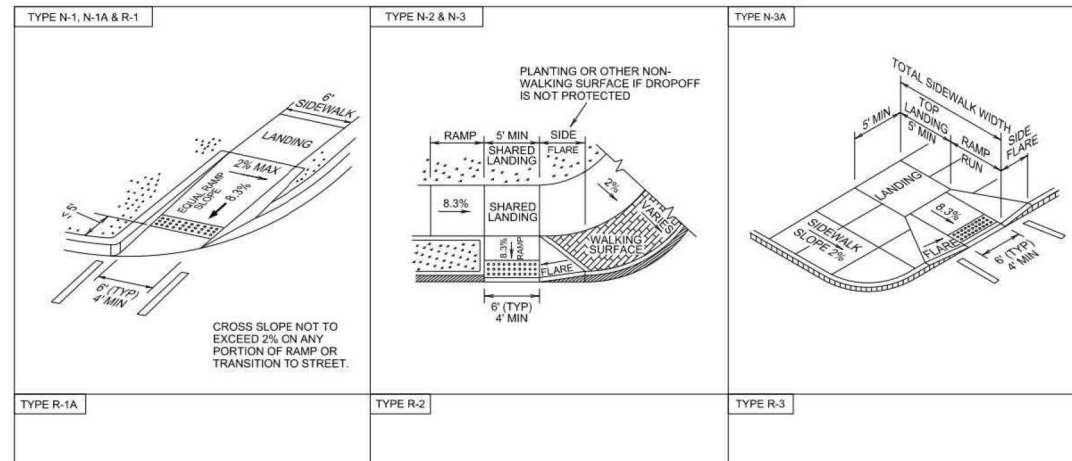 TYPE N-1, N-1A & R-1
6'
SIDEWALK
LANDING
2% MAX
EQUAL RAMP
SLOPE
8.3%
6' (TYP)
4' MIN
CROSS SLOPE NOT TO
EXCEED 2% ON ANY
PORTION OF RAMP OR
TRANSITION TO STREET.
TYPE N-2 & N-3
PLANTING OR OTHER NON-
WALKING SURFACE IF DROPOFF
IS NOT PROTECTED
RAMP
5' MIN
SIDE
SHARED
LANDING
FLARE
2%
8.3%
SHARED
LANDING
VARIES
WALKING
SURFACE
8.3%
RAMP
FLARE
6' (TYP)
4' MIN
TYPE N-3A
TOTAL SIDEWALK WIDTH
TOP
LANDING
5' MIN
5' MIN
RAMP
RUN
SIDE
FLARE
LANDING
8.3%
SIDEWALK
SLOPE 2%
FLARE
6' (TYP)
4' MIN
TYPE R-1A
TYPE R-2
TYPE R-3